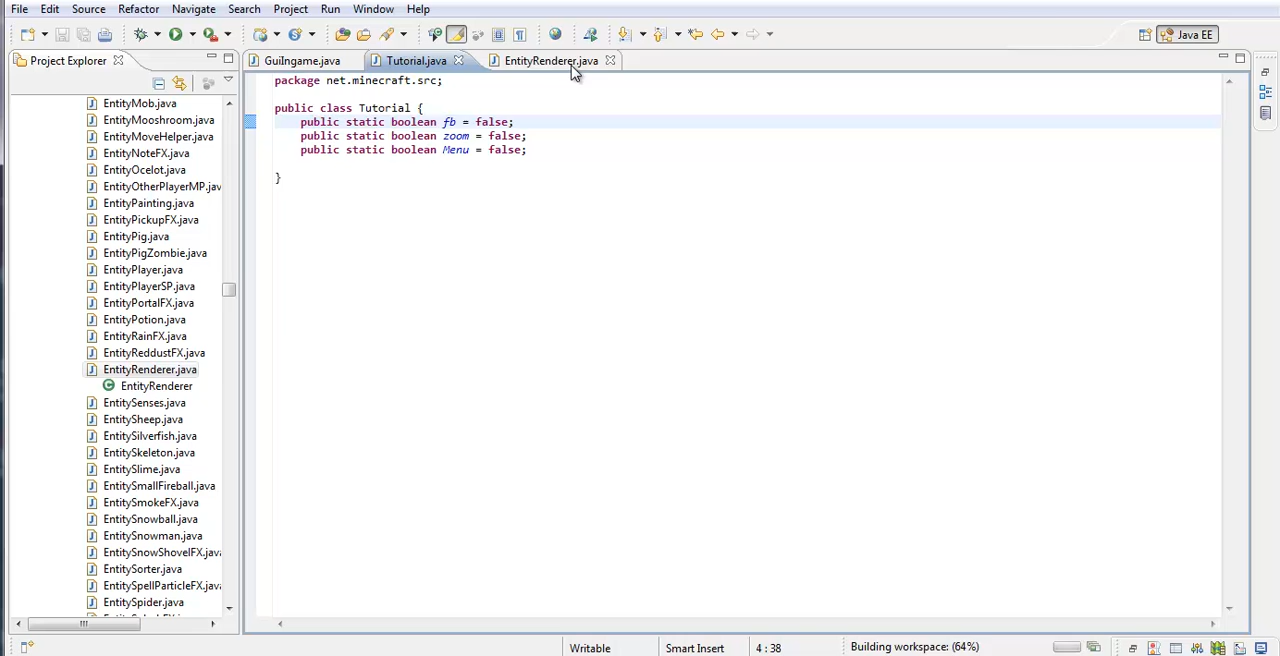 File Edit Source Refactor Navigate Search Project Run Window Help
Java EE
Project Explorer
GuiIngame.java Tutorial.java EntityRenderer.java
EntityMob.java
EntityMooshroom.java
EntityMoveHelper.java
EntityNoteFX.java
EntityOcelot.java
EntityOtherPlayerMP.jav
EntityPainting.java
EntityPickupFX.java
EntityPig.java
EntityPigZombie.java
EntityPlayer.java
EntityPlayerSP.java
EntityPortalFX.java
EntityPotion.java
EntityRainFX.java
EntityReddustFX.java
EntityRenderer.java
EntityRenderer
EntitySenses.java
EntitySheep.java
EntitySilverfish.java
EntitySkeleton.java
EntitySlime.java
EntitySmallFireball.java
EntitySmokeFX.java
EntitySnowball.java
EntitySnowman.java
EntitySnowShovelFX.java
EntitySorter.java
EntitySpellParticleFX.java
EntitySpider.java
package net.minecraft.src;
public class Tutorial {
public static boolean fb = false;
public static boolean zoom = false;
public static boolean Menu = false;
}
Writable Smart Insert 4 : 38 Building workspace: (64%)